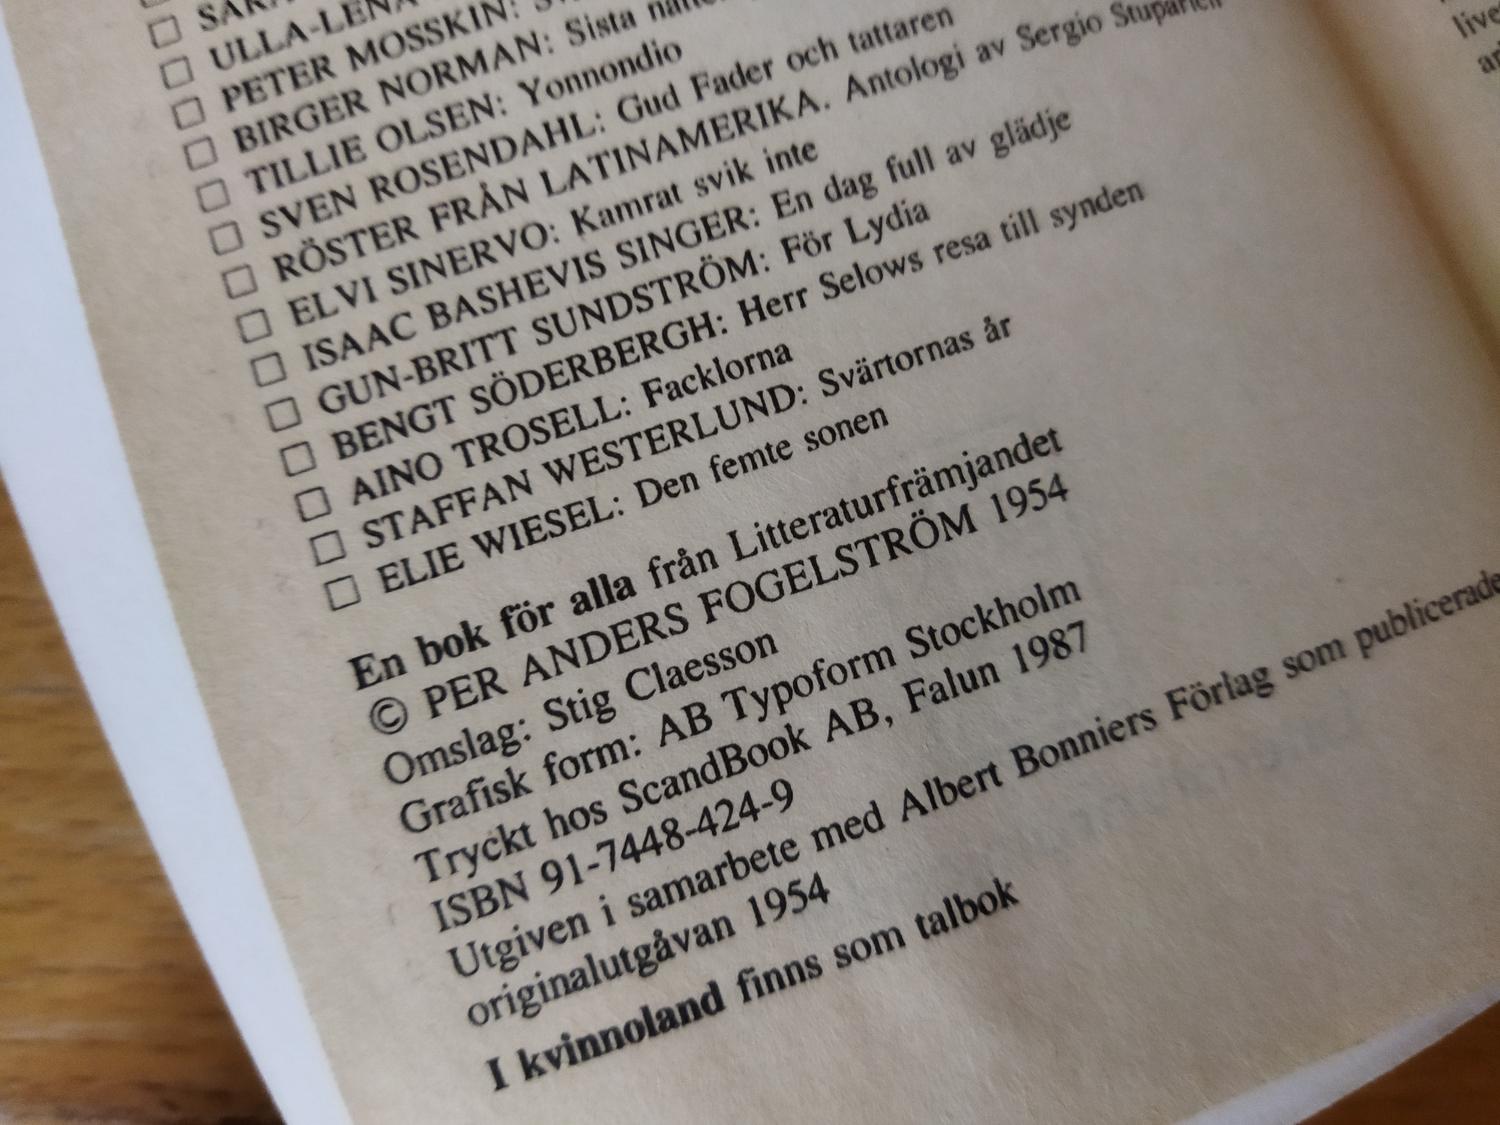 ULLA-LENA
PETER MOSSKIN:
BIRGER NORMAN: Sista
TILLIE OLSEN: Yonnondio
SVEN ROSENDAHL: Gud Fader och tattaren
RÖSTER FRÅN LATINAMERIKA. Antologi av Sergio
ELVI SINERVO: Kamrat svik inte
ISAAC BASHEVIS SINGER: En dag full av glädje
GUN-BRITT SUNDSTRÖM: För Lydia
BENGT SÖDERBERGH: Herr Selows resa till synden
AINO TROSELL: Facklorna
STAFFAN WESTERLUND: Svärtornas år
ELIE WIESEL: Den femte sonen
En bok för alla från Litteraturfrämjandet
© PER ANDERS FOGELSTRÖM 1954
Omslag: Stig Claesson
Grafisk form: AB Typoform Stockholm
Tryckt hos ScandBook AB, Falun 1987
ISBN 91-7448-424-9
Utgiven i samarbete med Albert Bonniers Förlag som publicerade
originalutgåvan 1954
I kvinnoland finns som talbok